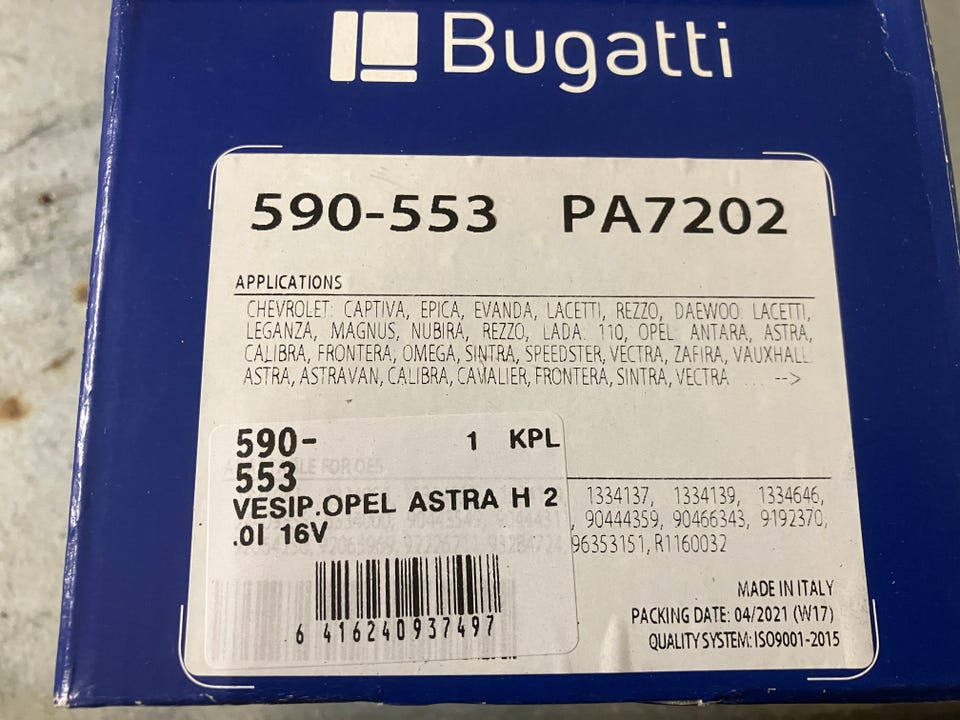 Bugatti
590-553 PA7202
APPLICATIONS
CHEVROLET: CAPTIVA, EPICA, EVANDA, LACETTI, REZZO, DAEWOO LACETTI,
LEGANZA, MAGNUS, NUBIRA, REZZO, LADA: 110, OPEL ANTARA, ASTRA,
CALIBRA, FRONTERA, OMEGA, SINTRA, SPEEDSTER, VECTRA, ZAFIRA, VAUXHALL
ASTRA, ASTRAVAN, CALIBRA, CAVALIER, FRONTERA, SINTRA, VECTRA ... -->
590- 1 KPL
553
VESIP.OPEL ASTRA H 2
.0I 16V
6 416240 937497
1334137, 1334139, 1334646,
, 90444359, 90466343, 9192370,
96353151, R1160032
MADE IN ITALY
PACKING DATE: 04/2021 (W17)
QUALITY SYSTEM: ISO9001-2015